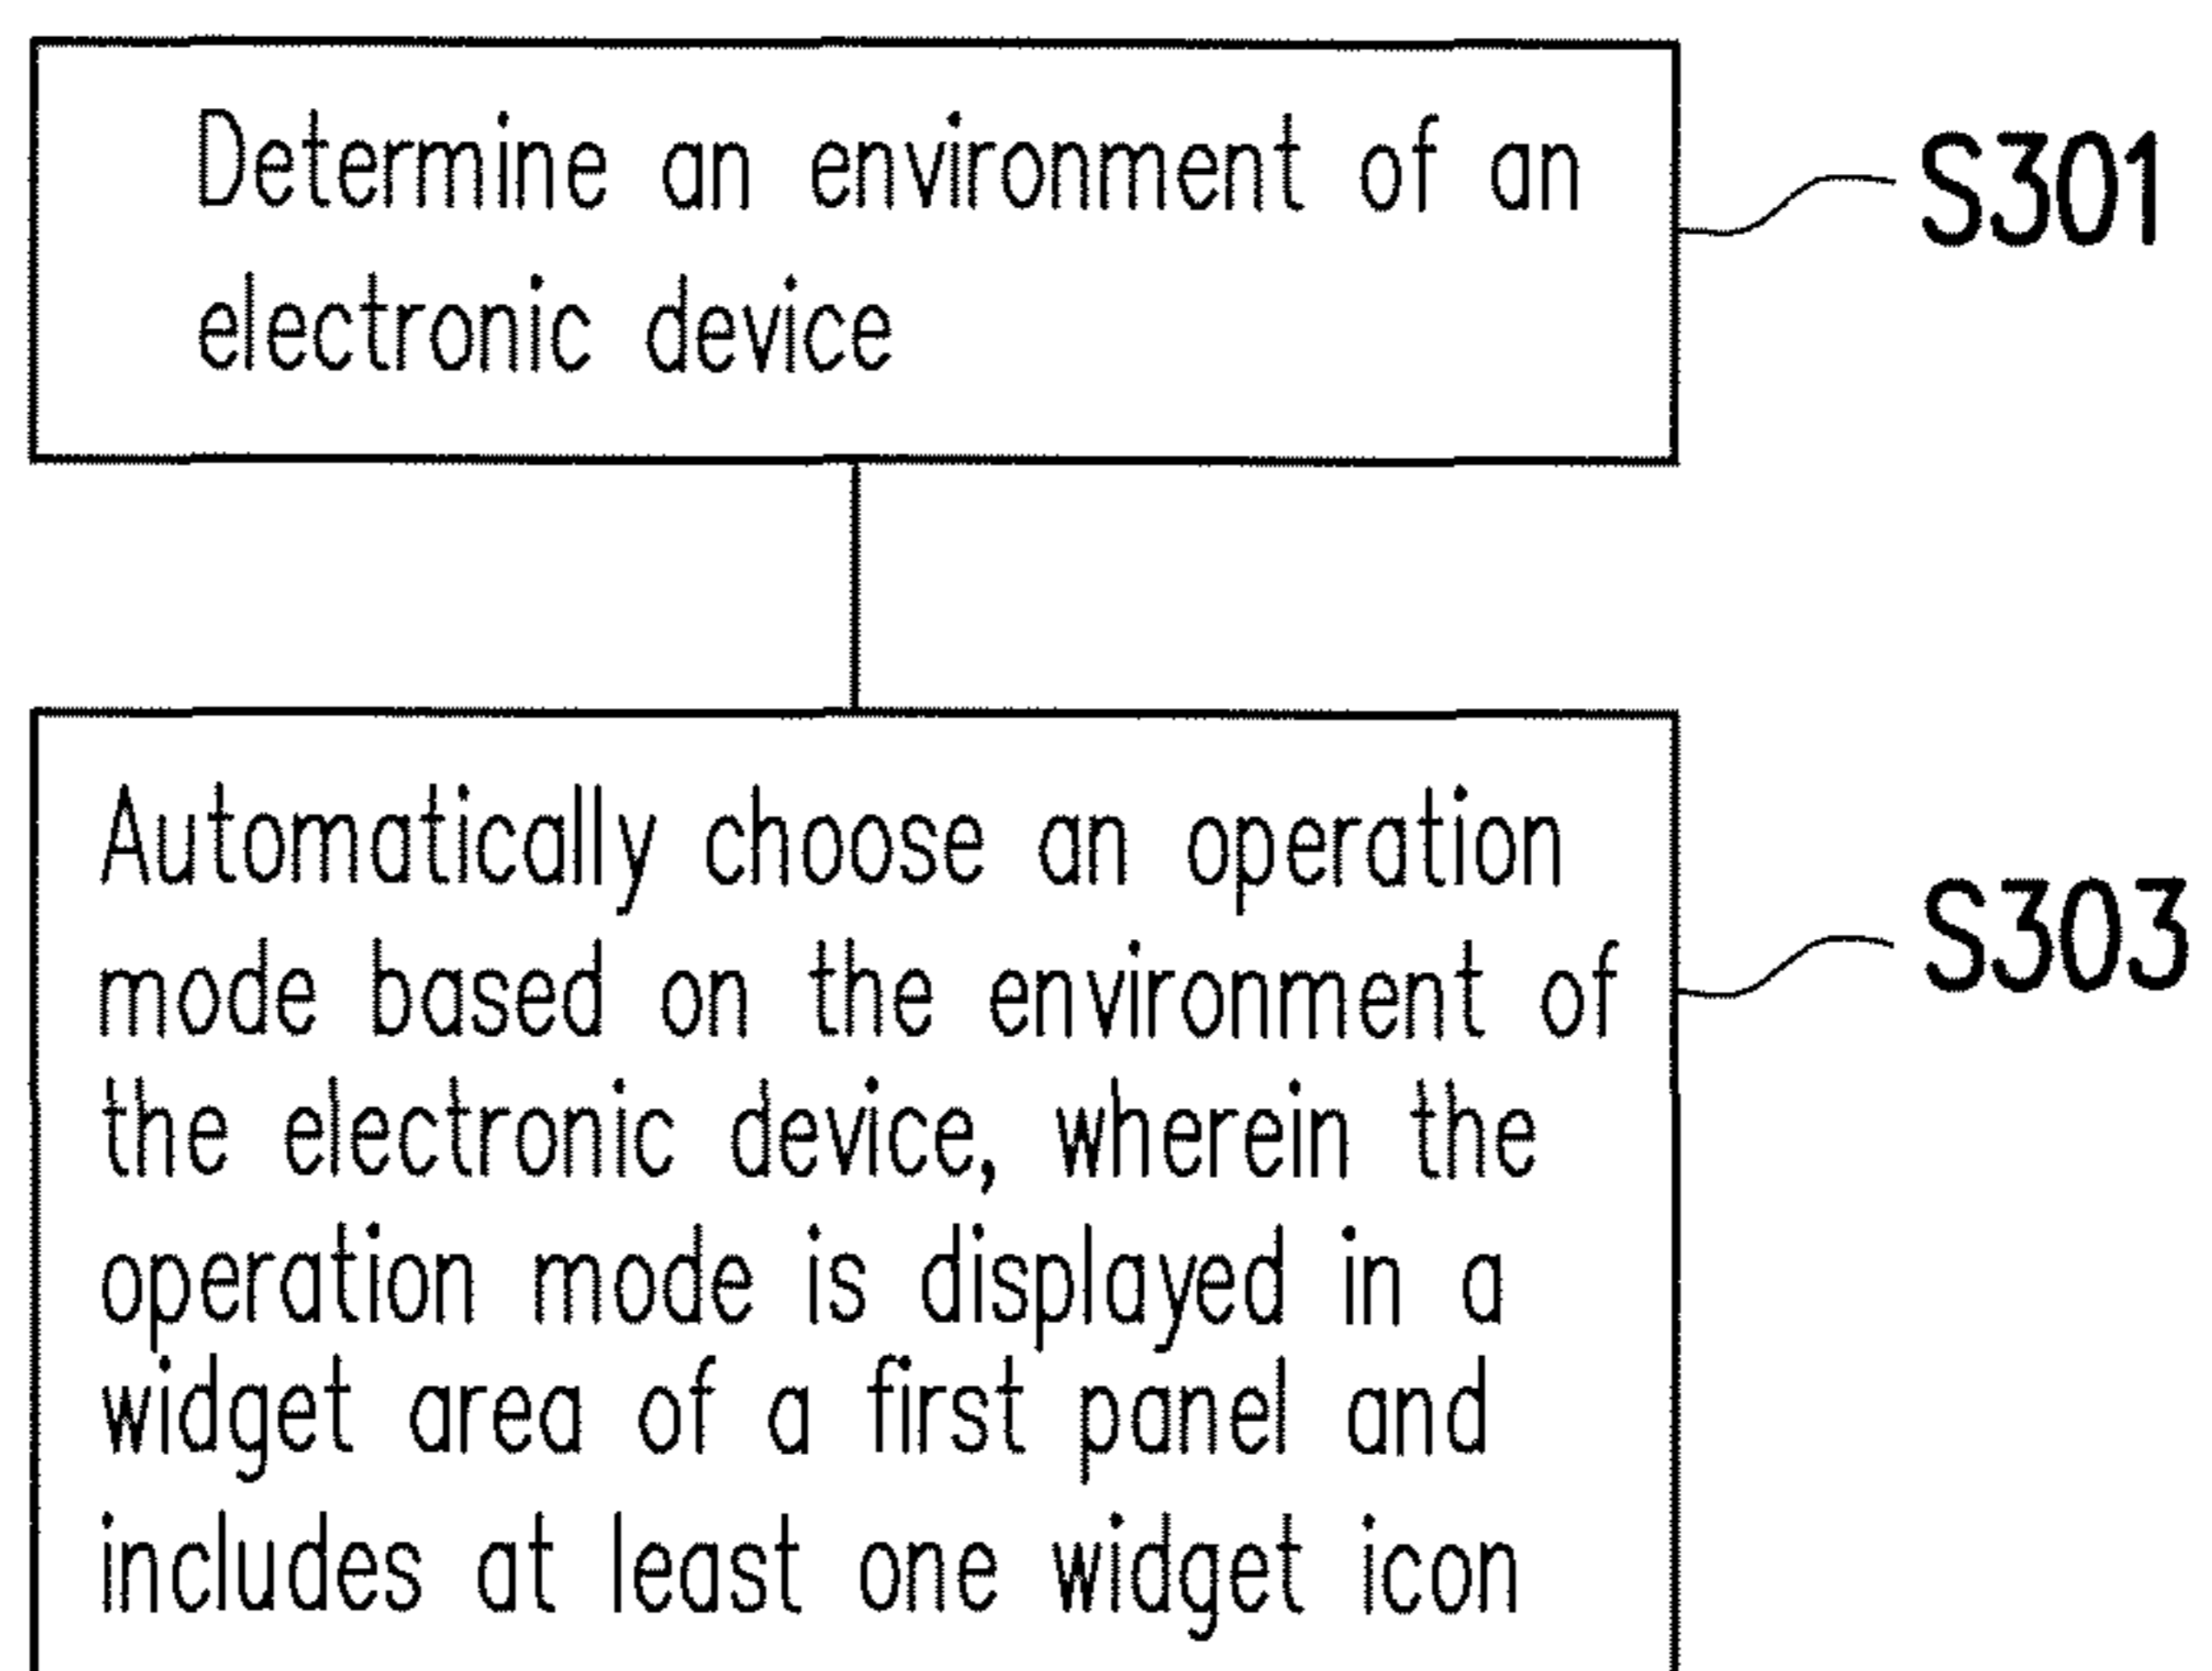 Determine an environment of an
electronic device
S301
Automatically choose an operation
mode based on the environment of
the electronic device, wherein the
operation mode is displayed in a
widget area of a first panel and
includes at least one widget icon
S303